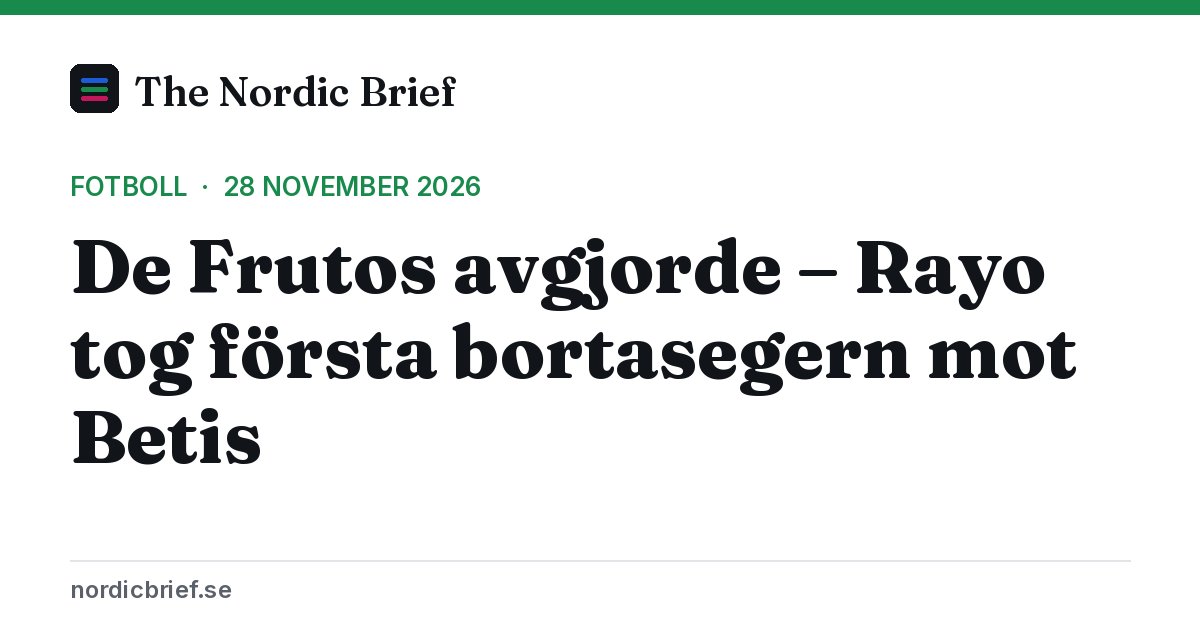 The Nordic Brief
FOTBOLL · 28 NOVEMBER 2026
De Frutos avgjorde – Rayo
tog första bortasegern mot
Betis
nordicbrief.se